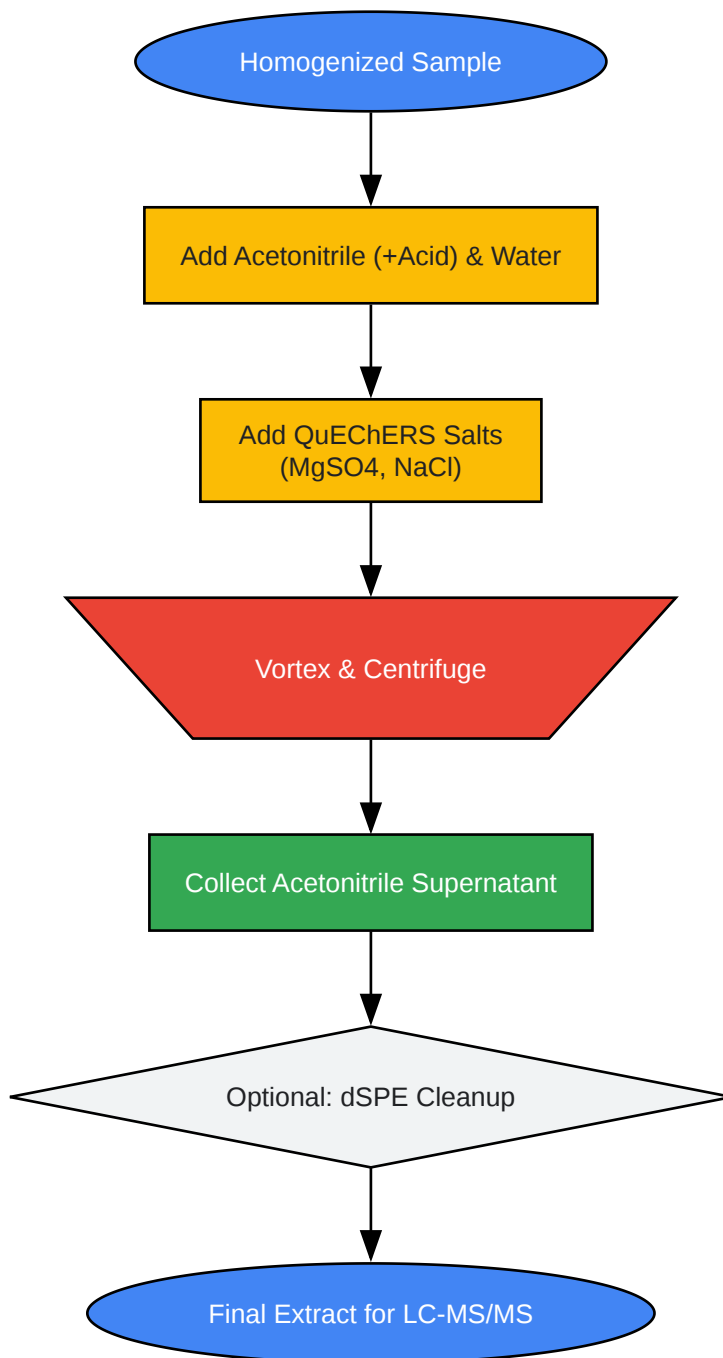 Homogenized Sample
Add Acetonitrile (+Acid) & Water
Add QuEChERS Salts
(MgSO4, NaCl)
Vortex & Centrifuge
Collect Acetonitrile Supernatant
Optional: dSPE Cleanup
Final Extract for LC-MS/MS